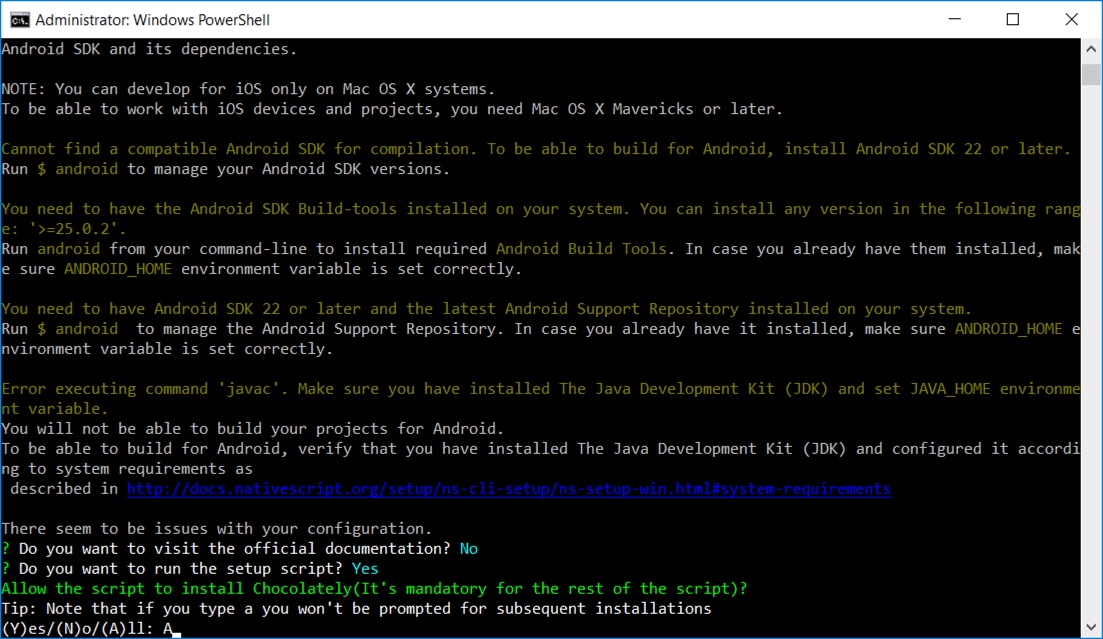 Administrator: Windows PowerShell
Android SDK and its dependencies.
NOTE: You can develop for iOS only on Mac OS X systems.
To be able to work with iOS devices and projects, you need Mac OS X Mavericks or later.
Cannot find a compatible Android SDK for compilation. To be able to build for Android, install Android SDK 22 or later.
Run $ android to manage your Android SDK versions.
You need to have the Android SDK Build-tools installed on your system. You can install any version in the following rang
e: '>=25.0.2'.
Run android from your command-line to install required Android Build Tools. In case you already have them installed, mak
e sure ANDROID_HOME environment variable is set correctly.
You need to have Android SDK 22 or later and the latest Android Support Repository installed on your system.
Run $ android  to manage the Android Support Repository. In case you already have it installed, make sure ANDROID_HOME e
nvironment variable is set correctly.
Error executing command 'javac'. Make sure you have installed The Java Development Kit (JDK) and set JAVA_HOME environme
nt variable.
You will not be able to build your projects for Android.
To be able to build for Android, verify that you have installed The Java Development Kit (JDK) and configured it accordi
ng to system requirements as
described in http://docs.nativescript.org/setup/ns-cli-setup/ns-setup-win.html#system-requirements
There seem to be issues with your configuration.
? Do you want to visit the official documentation? No
? Do you want to run the setup script? Yes
Allow the script to install Chocolately(It's mandatory for the rest of the script)?
Tip: Note that if you type a you won't be prompted for subsequent installations
(Y)es/(N)o/(A)ll: A